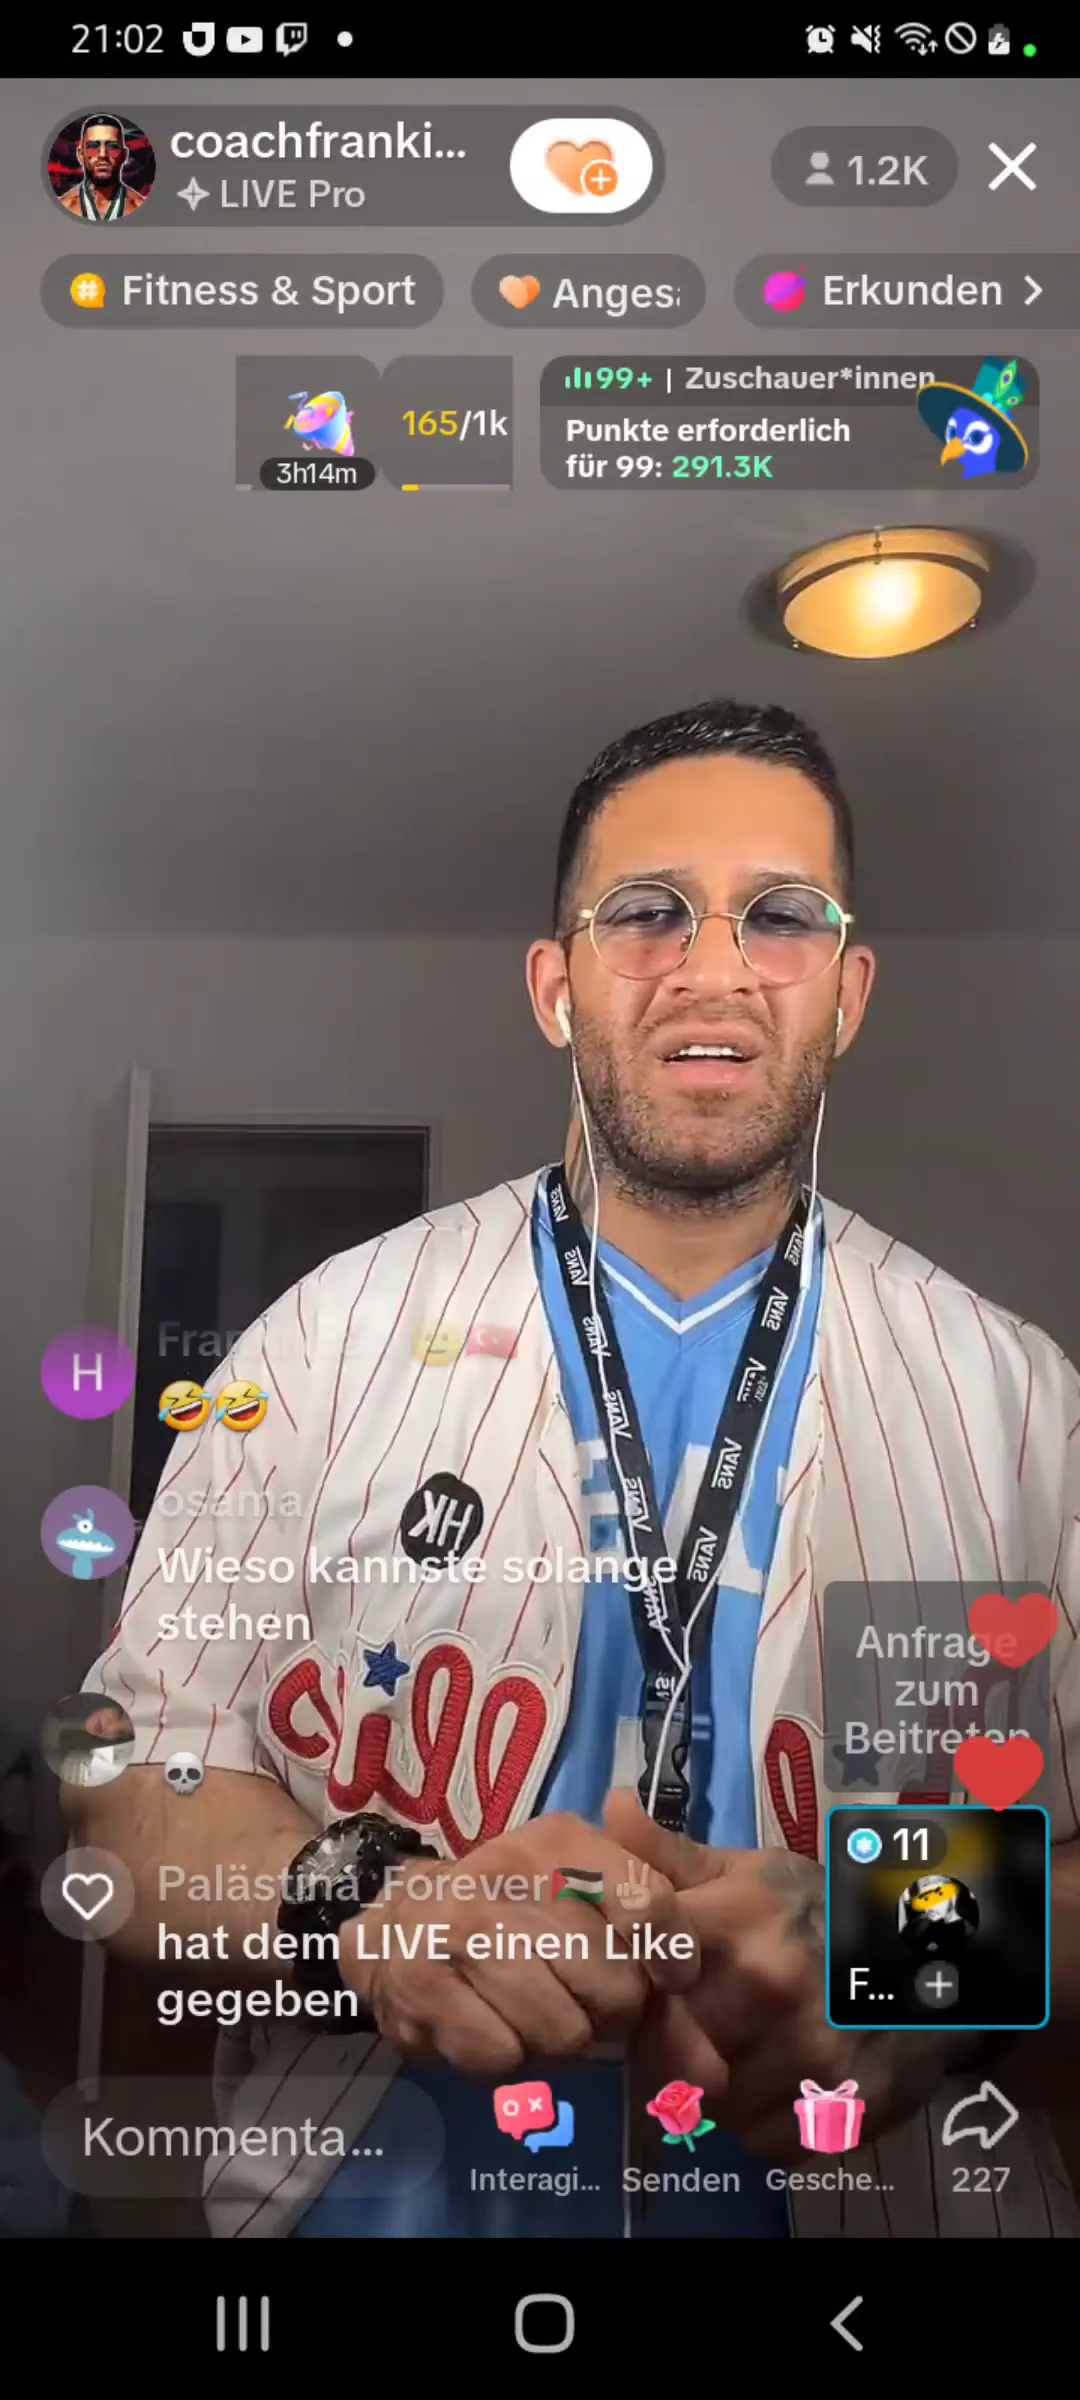 21:02
coachfranki...
LIVE Pro
1.2K
Fitness & Sport
Anges
Erkunden
3h14m
165/1k
99+ | Zuschauer*innen
Punkte erforderlich
für 99: 291.3K
VANS
HK
H
🤣🤣
osama
Wieso kannste solange
stehen
💀
Palästina_Forever🇵🇸✌🏼
hat dem LIVE einen Like
gegeben
Anfrage
zum
Beitreten
11
F...
Kommenta...
Interagi...
Senden
Gesche...
227